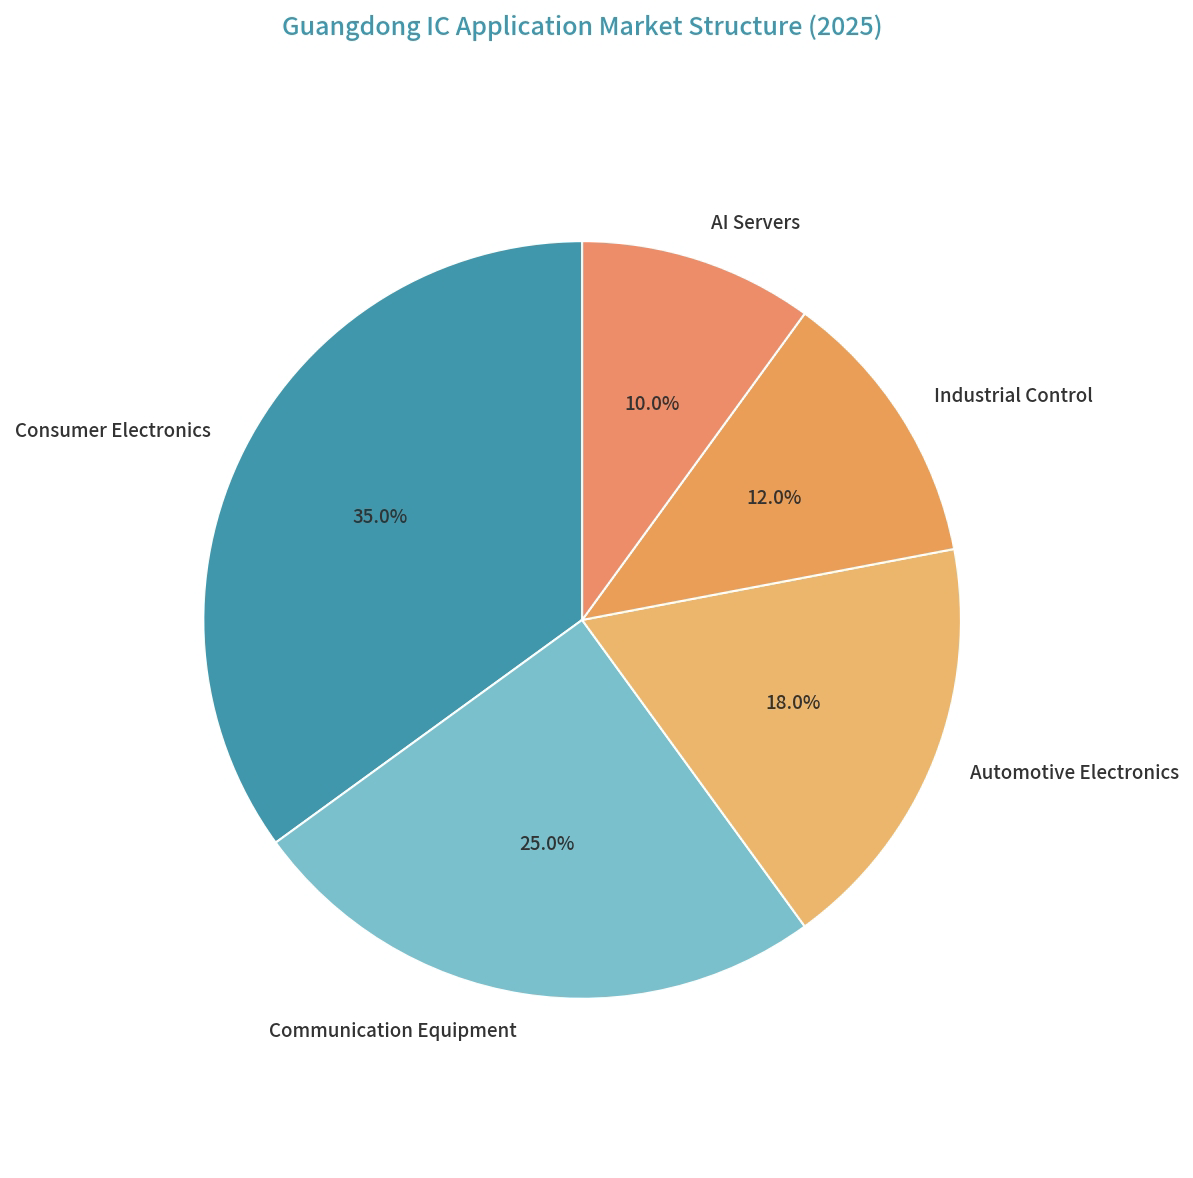 Guangdong IC Application Market Structure (2025)
AI Servers
Industrial Control
Consumer Electronics
10.0%
12.0%
35.0%
18.0%
Automotive Electronics
25.0%
Communication Equipment